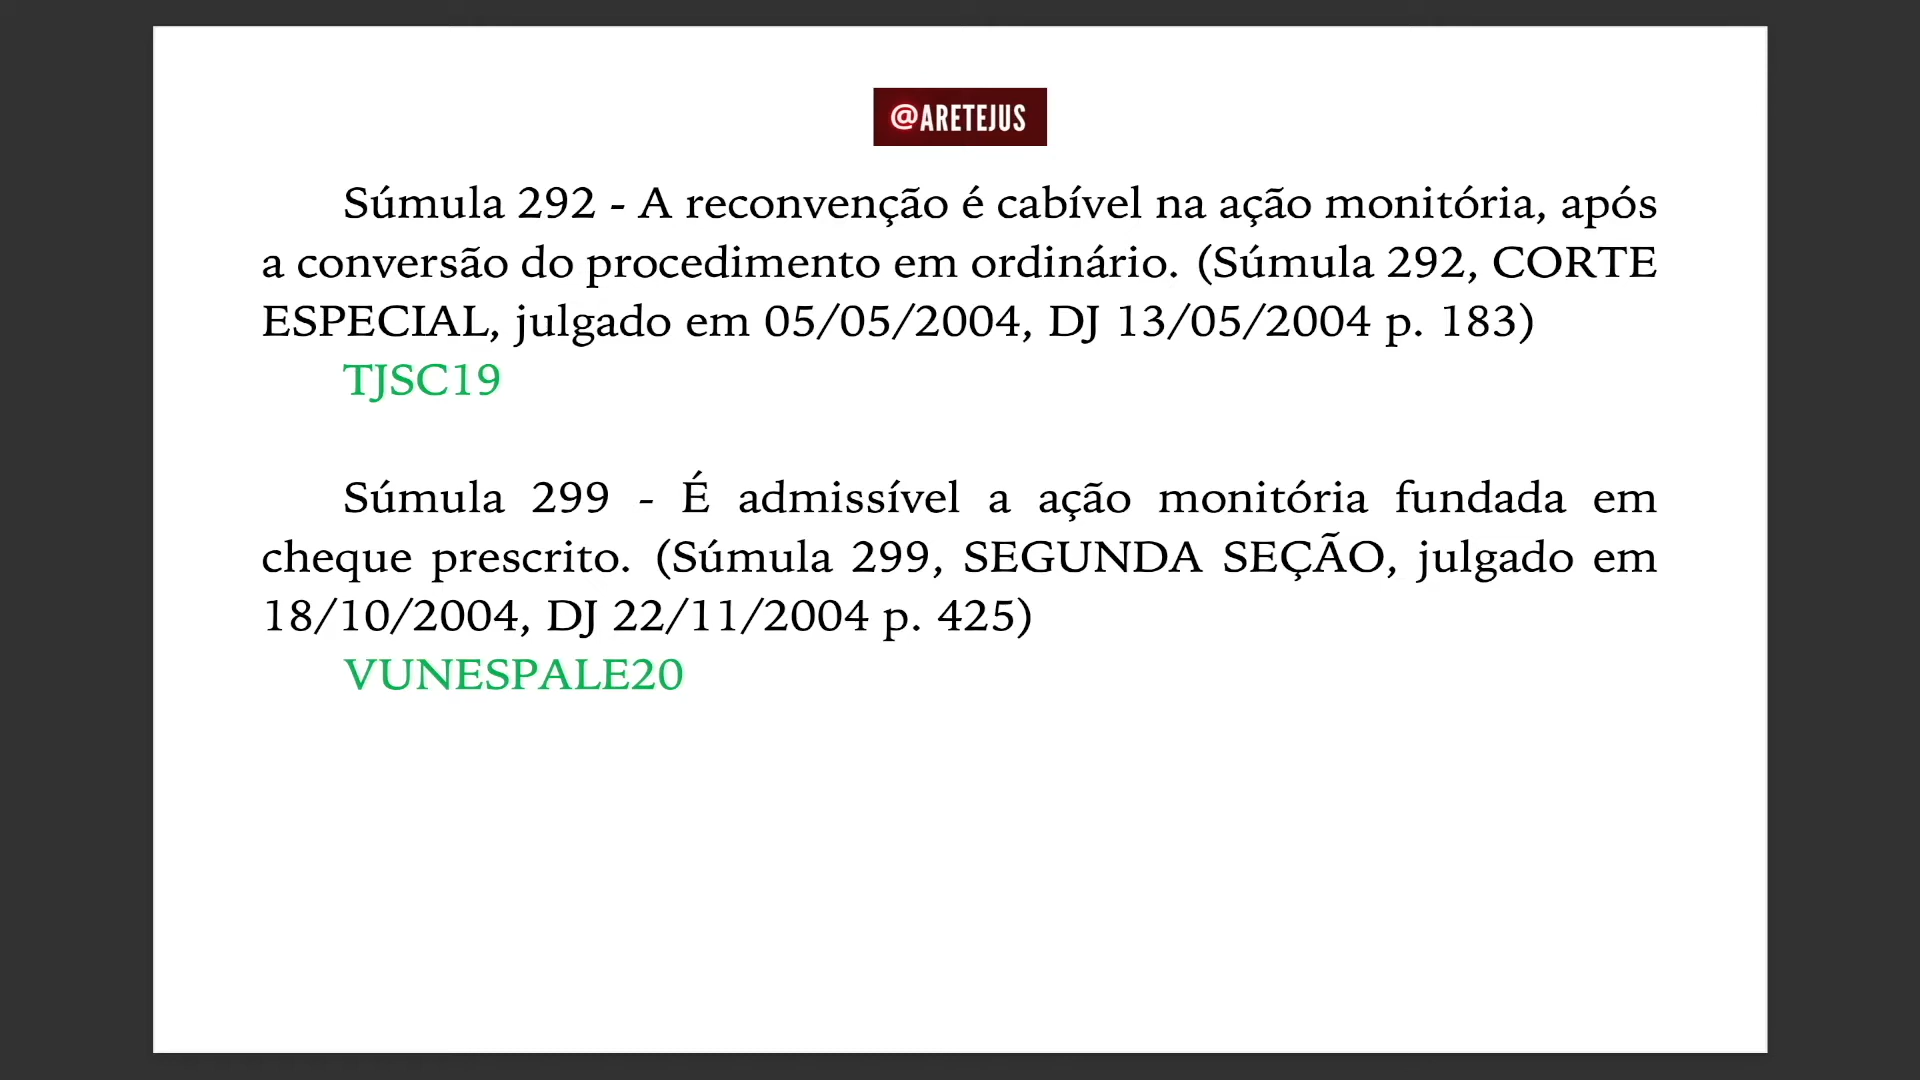 @ARETEJUS
Súmula 292 - A reconvenção é cabível na ação monitória, após
a conversão do procedimento em ordinário. (Súmula 292, CORTE
ESPECIAL, julgado em 05/05/2004, DJ 13/05/2004 p. 183)
TJSC19
Súmula 299 - É admissível a ação monitória fundada em
cheque prescrito. (Súmula 299, SEGUNDA SEÇÃO, julgado em
18/10/2004, DJ 22/11/2004 p. 425)
VUNESPALE20